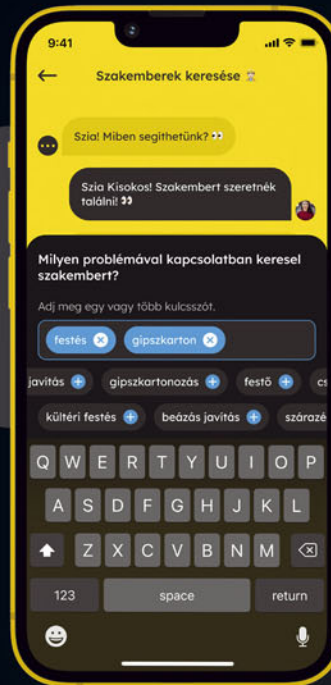 9:41
Szakemberek keresése
Szia! Miben segíthetünk?
Szia Kisokos! Szakembert szeretnék
találni!
Milyen problémával kapcsolatban keresel
szakembert?
Adj meg egy vagy több kulcsszót.
festés gipszkarton
javítás gipszkartonozás festő
kültéri festés beázás javítás
Q W E R T Y U I O P
A S D F G H J K L
Z X C V B N M
123 space return